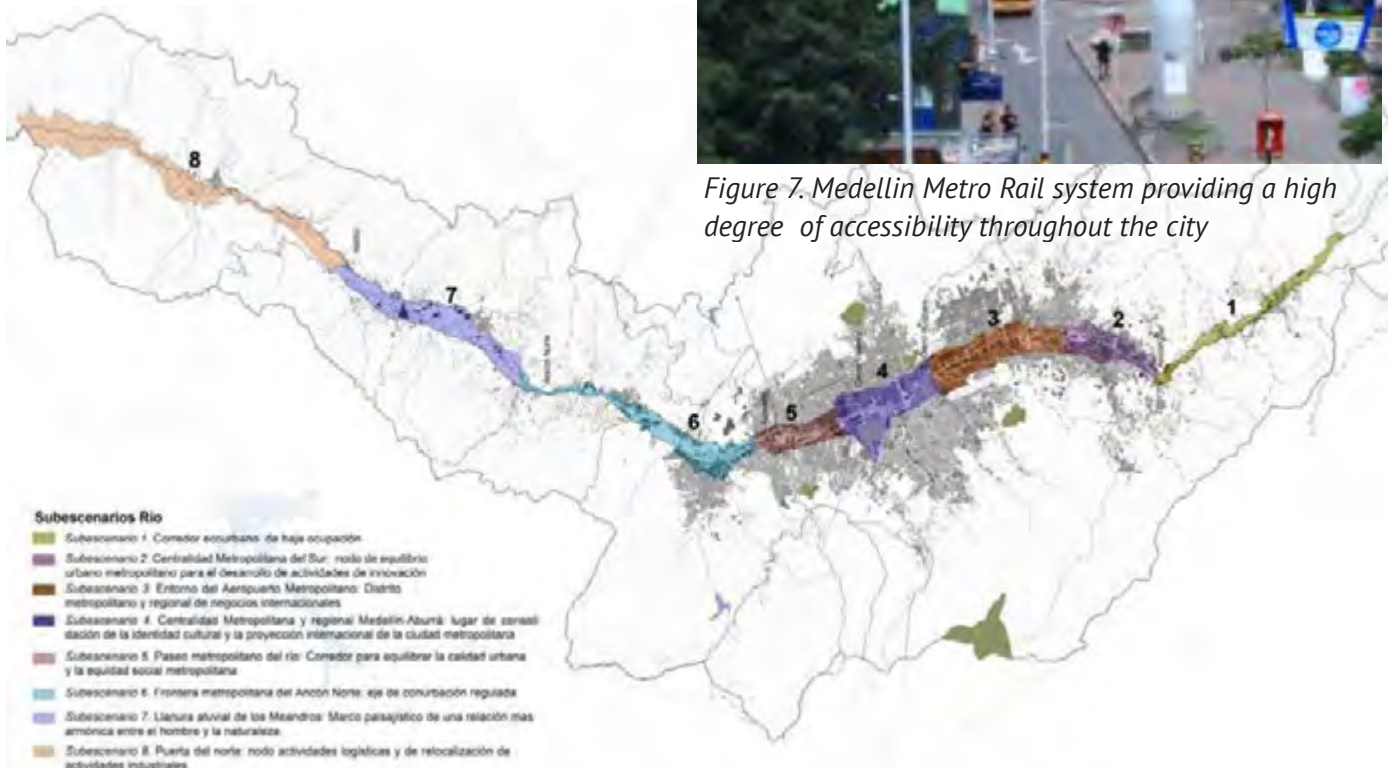 Figure 7. Medellin Metro Rail system providing a high
degree of accessibility throughout the city
8
7
6
5
4
3
2
1
Subescenarios Río
Subescenario 1. Corredor ecourbano de baja ocupación
Subescenario 2. Centralidad Metropolitana del Sur: nodo de equilibrio
urbano metropolitano para el desarrollo de actividades de innovación
Subescenario 3. Entorno del Aeropuerto Metropolitano: Distrito
metropolitano y regional de negocios internacionales
Subescenario 4. Centralidad Metropolitana y regional Medellín-Aburrá: lugar de consoli
dación de la identidad cultural y la proyección internacional de la ciudad metropolitana
Subescenario 5. Paseo metropolitano del río: Corredor para equilibrar la calidad urbana
y la equidad social metropolitana
Subescenario 6. Frontera metropolitana del Ancón Norte: eje de conurbación regulada
Subescenario 7. Llanura aluvial de los Meandros: Marco paisajístico de una relación mas
armónica entre el hombre y la naturaleza.
Subescenario 8. Puerta del norte: nodo actividades logísticas y de relocalización de
actividades industriales